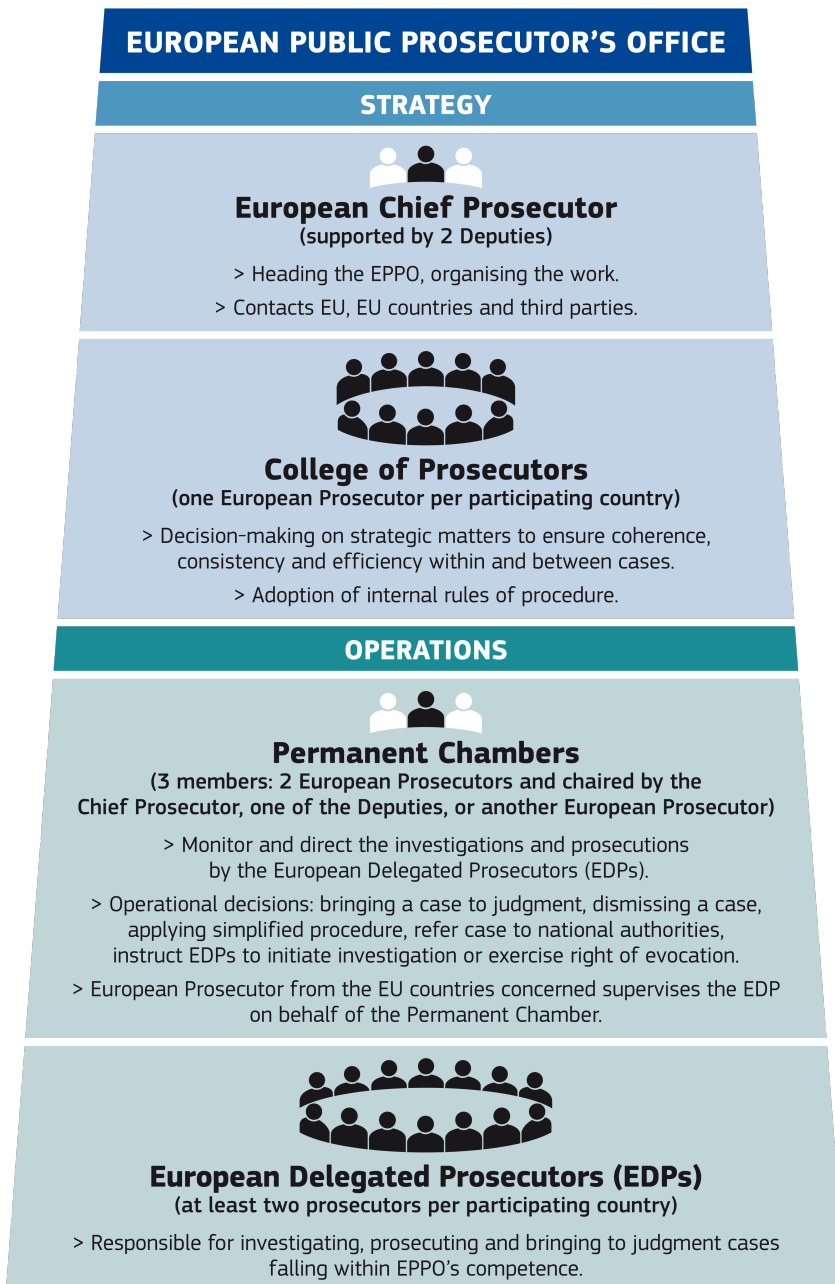 EUROPEAN PUBLIC PROSECUTOR'S OFFICE
STRATEGY
European Chief Prosecutor
(supported by 2 Deputies)
> Heading the EPPO, organising the work.
> Contacts EU, EU countries and third parties.
College of Prosecutors
(one European Prosecutor per participating country)
> Decision-making on strategic matters to ensure coherence,
consistency and efficiency within and between cases.
> Adoption of internal rules of procedure.
OPERATIONS
Permanent Chambers
(3 members: 2 European Prosecutors and chaired by the
Chief Prosecutor, one of the Deputies, or another European Prosecutor)
> Monitor and direct the investigations and prosecutions
by the European Delegated Prosecutors (EDPs).
> Operational decisions: bringing a case to judgment, dismissing a case,
applying simplified procedure, refer case to national authorities,
instruct EDPs to initiate investigation or exercise right of evocation.
> European Prosecutor from the EU countries concerned supervises the EDP
on behalf of the Permanent Chamber.
European Delegated Prosecutors (EDPs)
(at least two prosecutors per participating country)
> Responsible for investigating, prosecuting and bringing to judgment cases
falling within EPPO's competence.